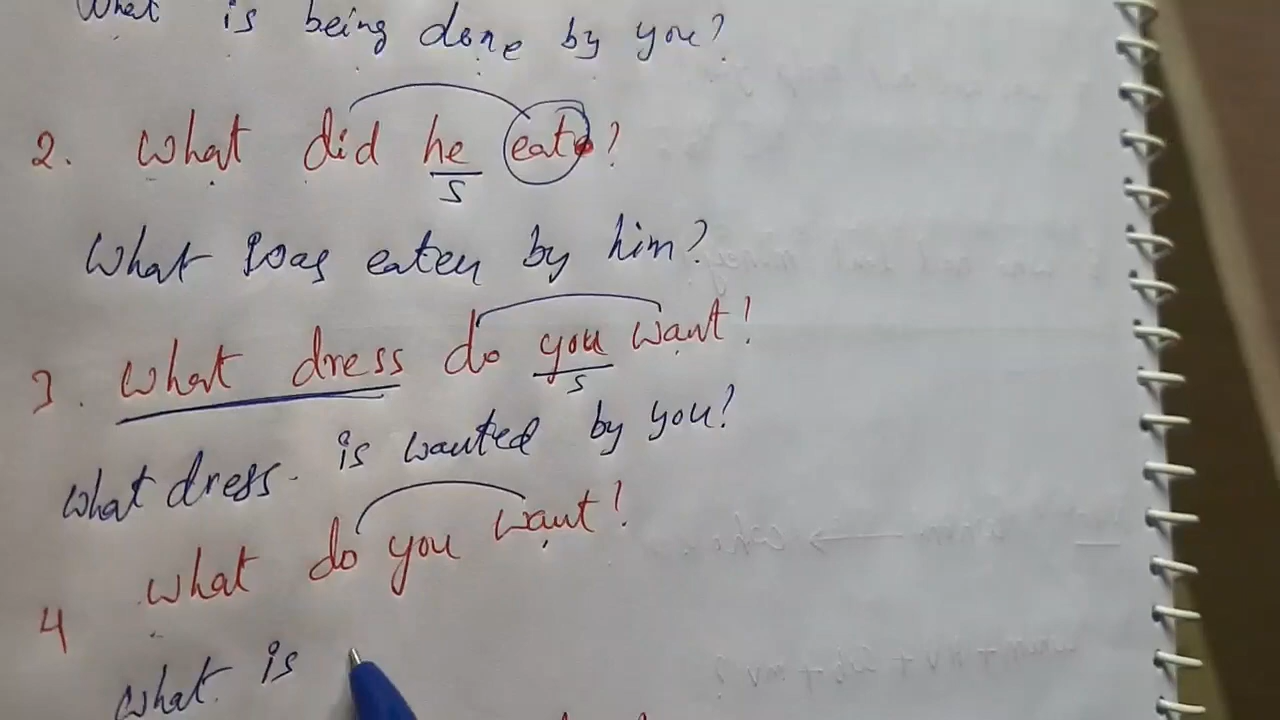 What is being done by you?
2. What did he eat?
S
What was eaten by him?
3. What dress do you want!
S
What dress. is wanted by you?
4 What do you want!
What is